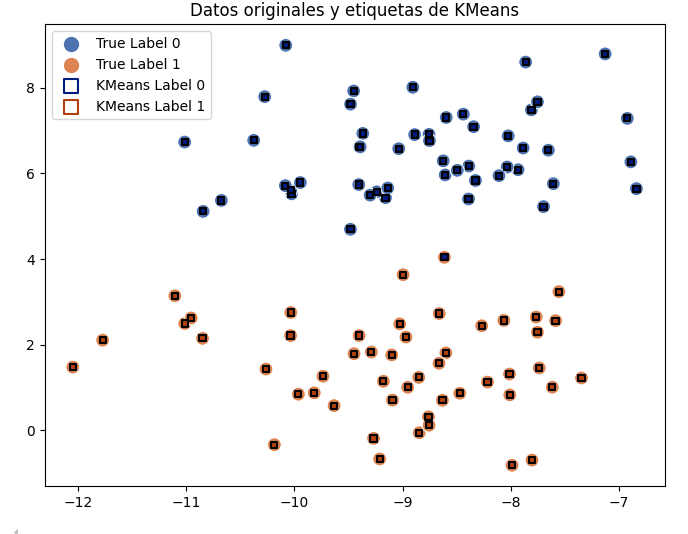 Datos originales y etiquetas de KMeans
True Label 0
True Label 1
KMeans Label 0
KMeans Label 1
8
6
4
2
0
−12 −11 −10 −9 −8 −7